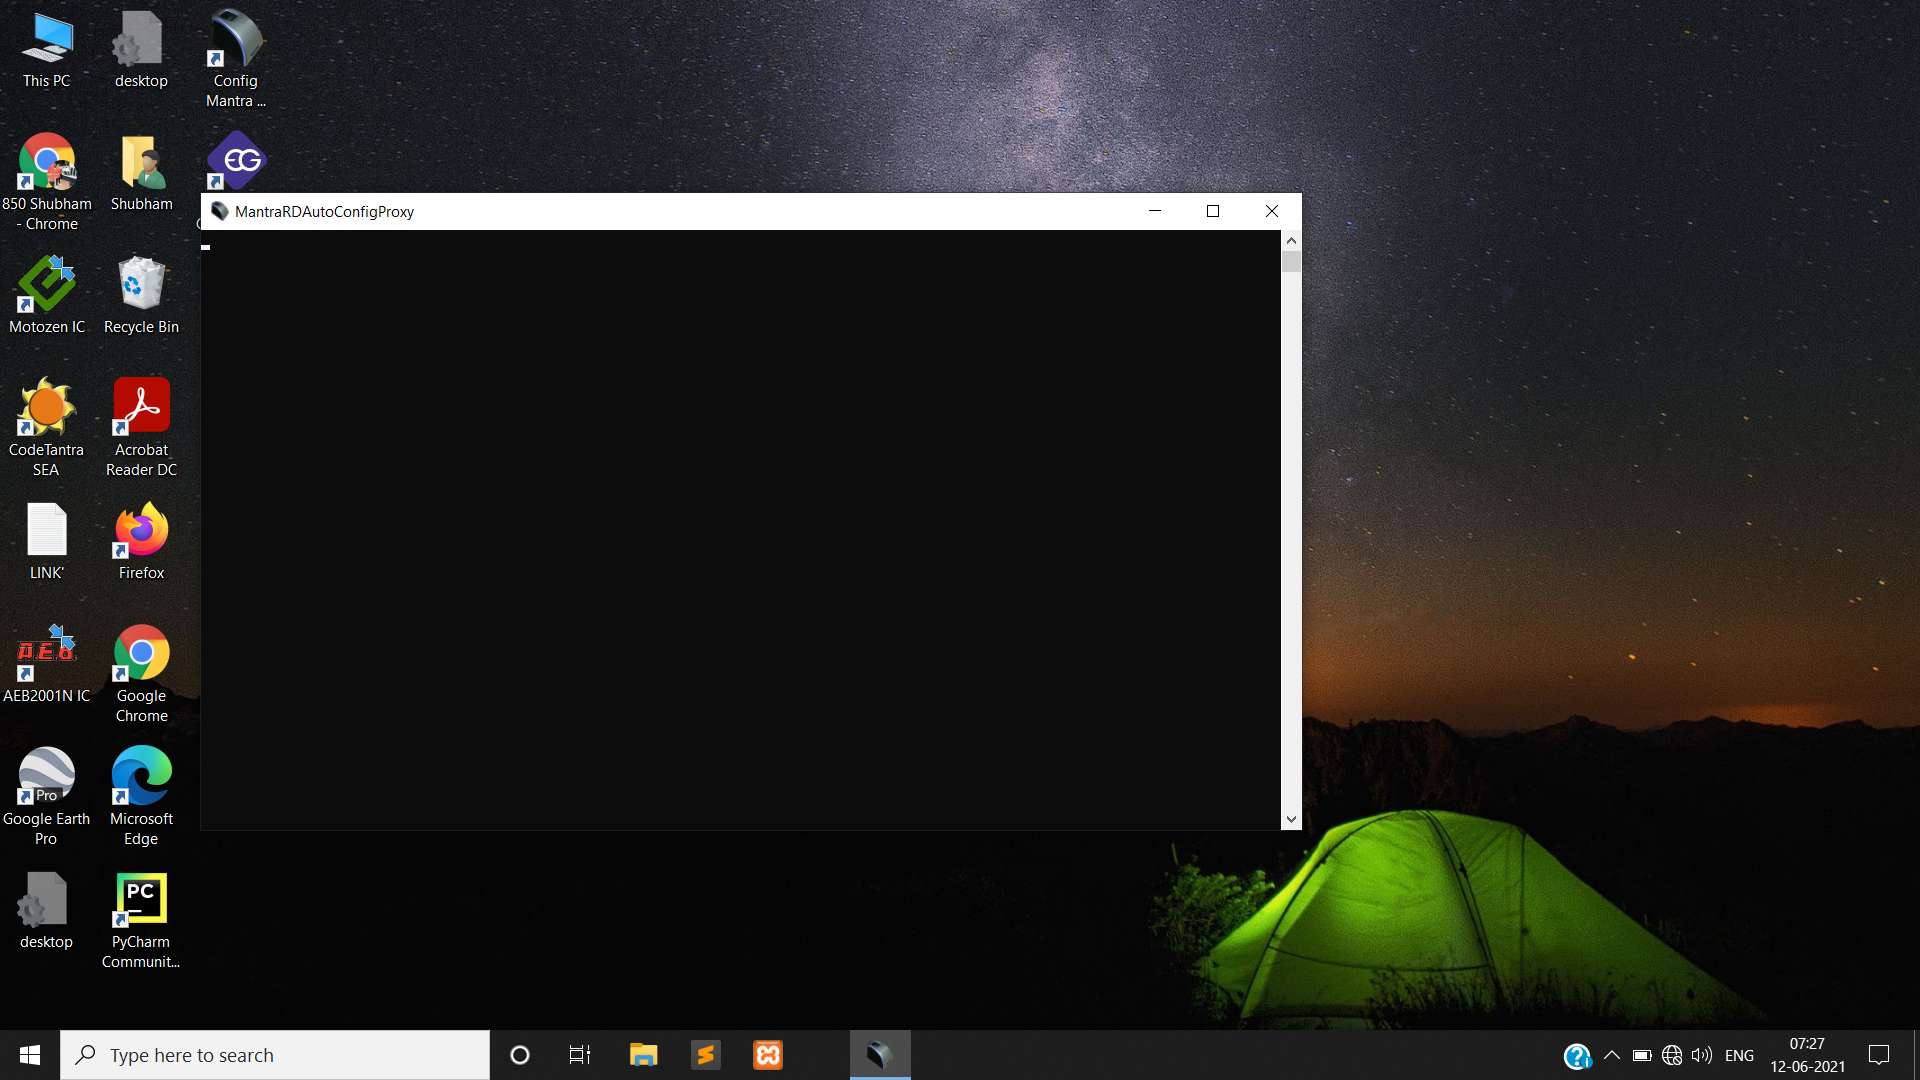 This PC
desktop
Config
Mantra ...
850 Shubham
- Chrome
Shubham
EG
MantraRDAutoConfigProxy
Motozen IC
Recycle Bin
CodeTantra
SEA
Acrobat
Reader DC
LINK'
Firefox
AEB
AEB2001N IC
Google
Chrome
Pro
Google Earth
Pro
Microsoft
Edge
desktop
PC
PyCharm
Communit...
Type here to search
ENG
07:27
12-06-2021